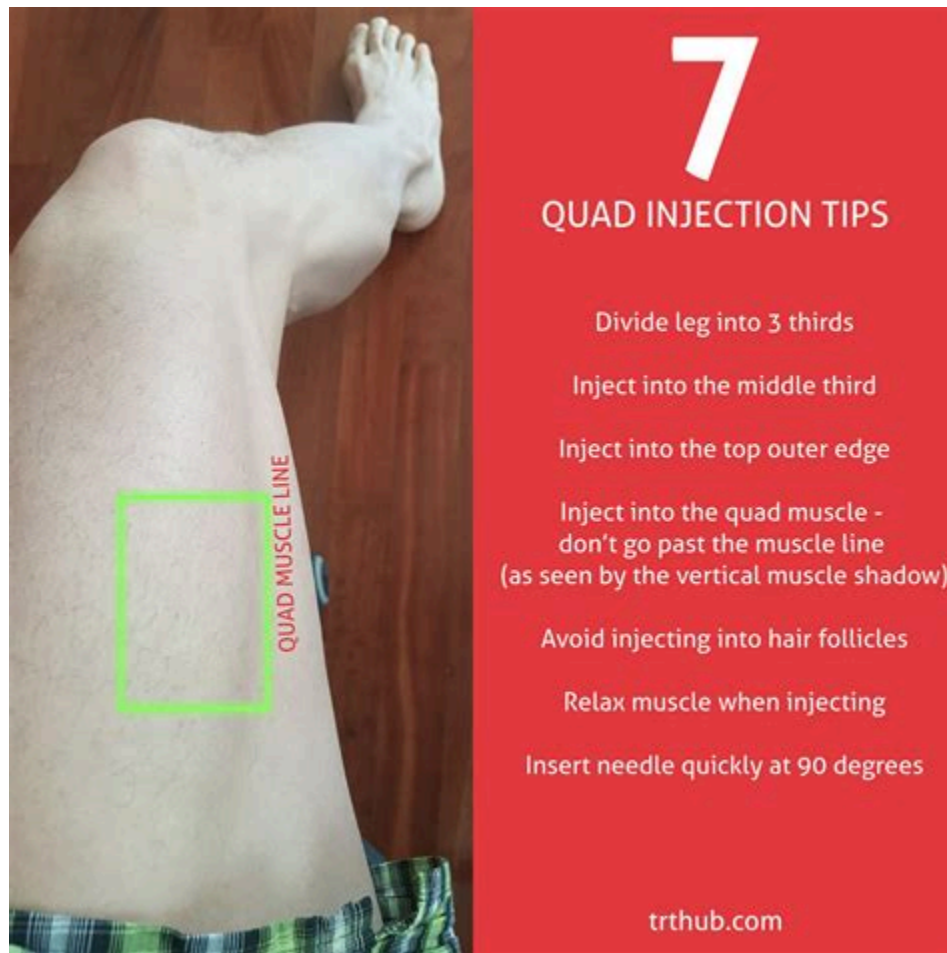 7
QUAD INJECTION TIPS
Divide leg into 3 thirds
Inject into the middle third
Inject into the top outer edge
Inject into the quad muscle -
don't go past the muscle line
(as seen by the vertical muscle shadow)
Avoid injecting into hair follicles
Relax muscle when injecting
Insert needle quickly at 90 degrees
trthub.com
QUAD MUSCLE LINE